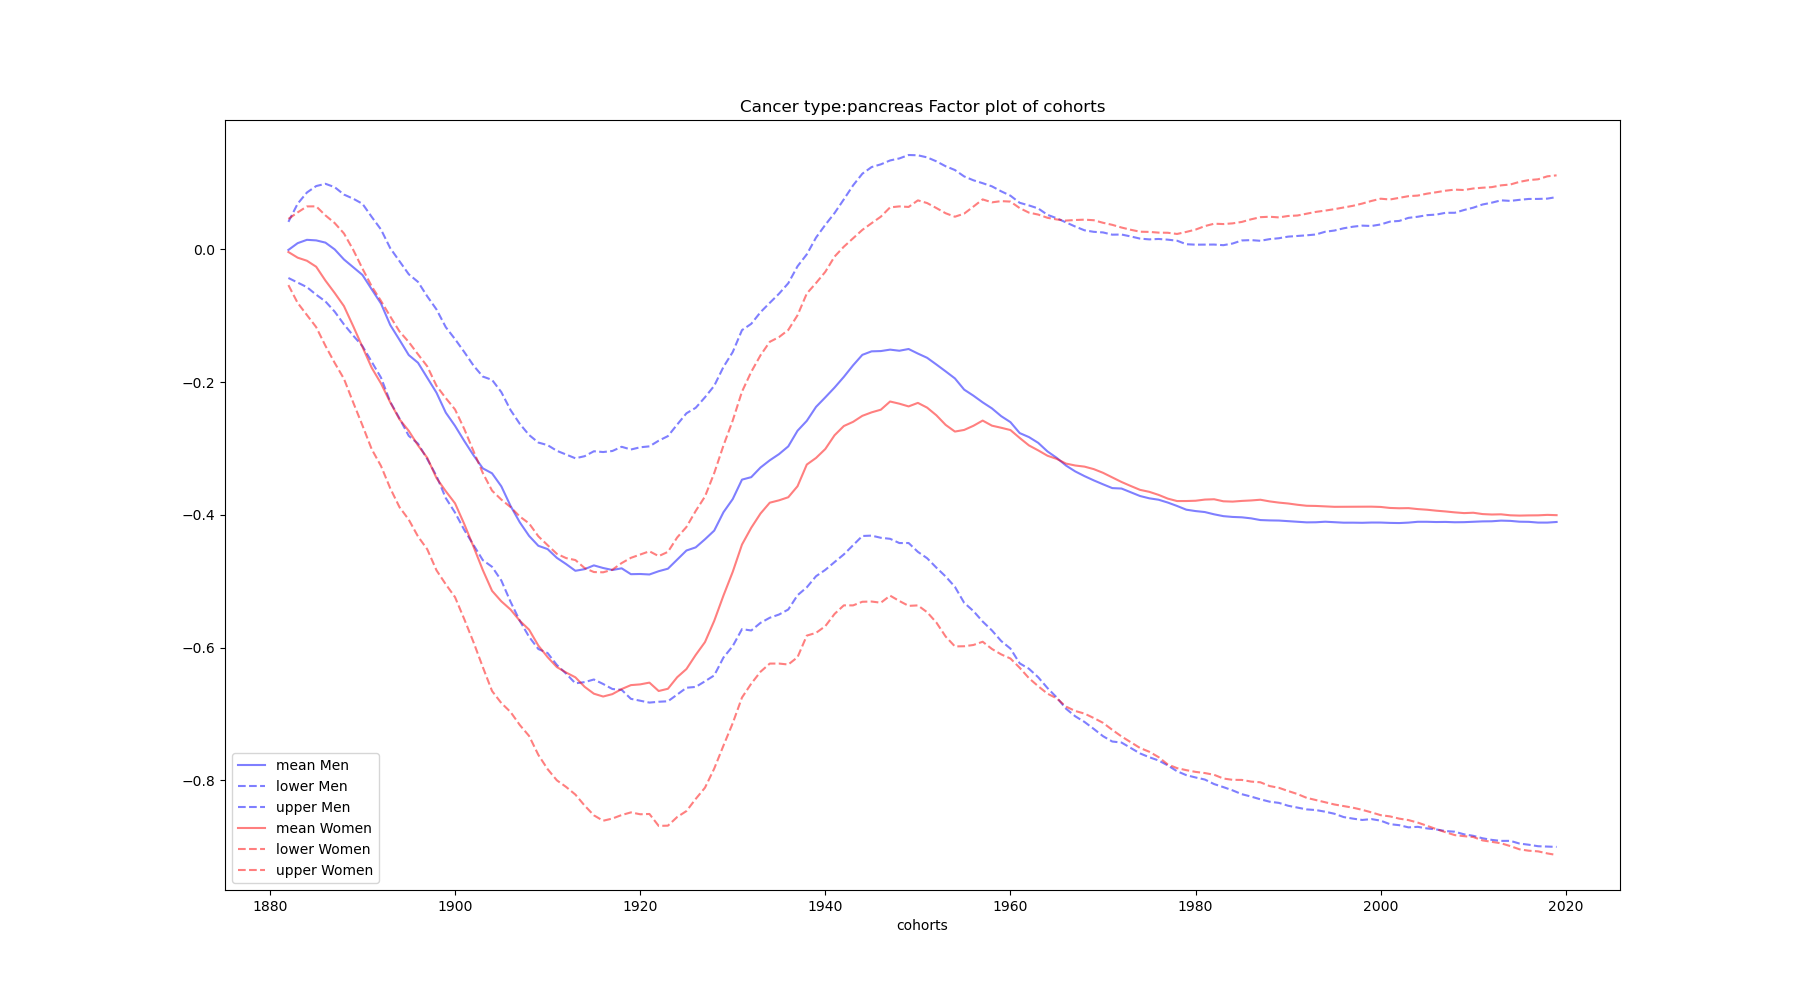 Cancer type:pancreas Factor plot of cohorts
0.0
−0.2
−0.4
−0.6
−0.8
mean Men
lower Men
upper Men
mean Women
lower Women
upper Women
1880 1900 1920 1940 1960 1980 2000 2020
cohorts